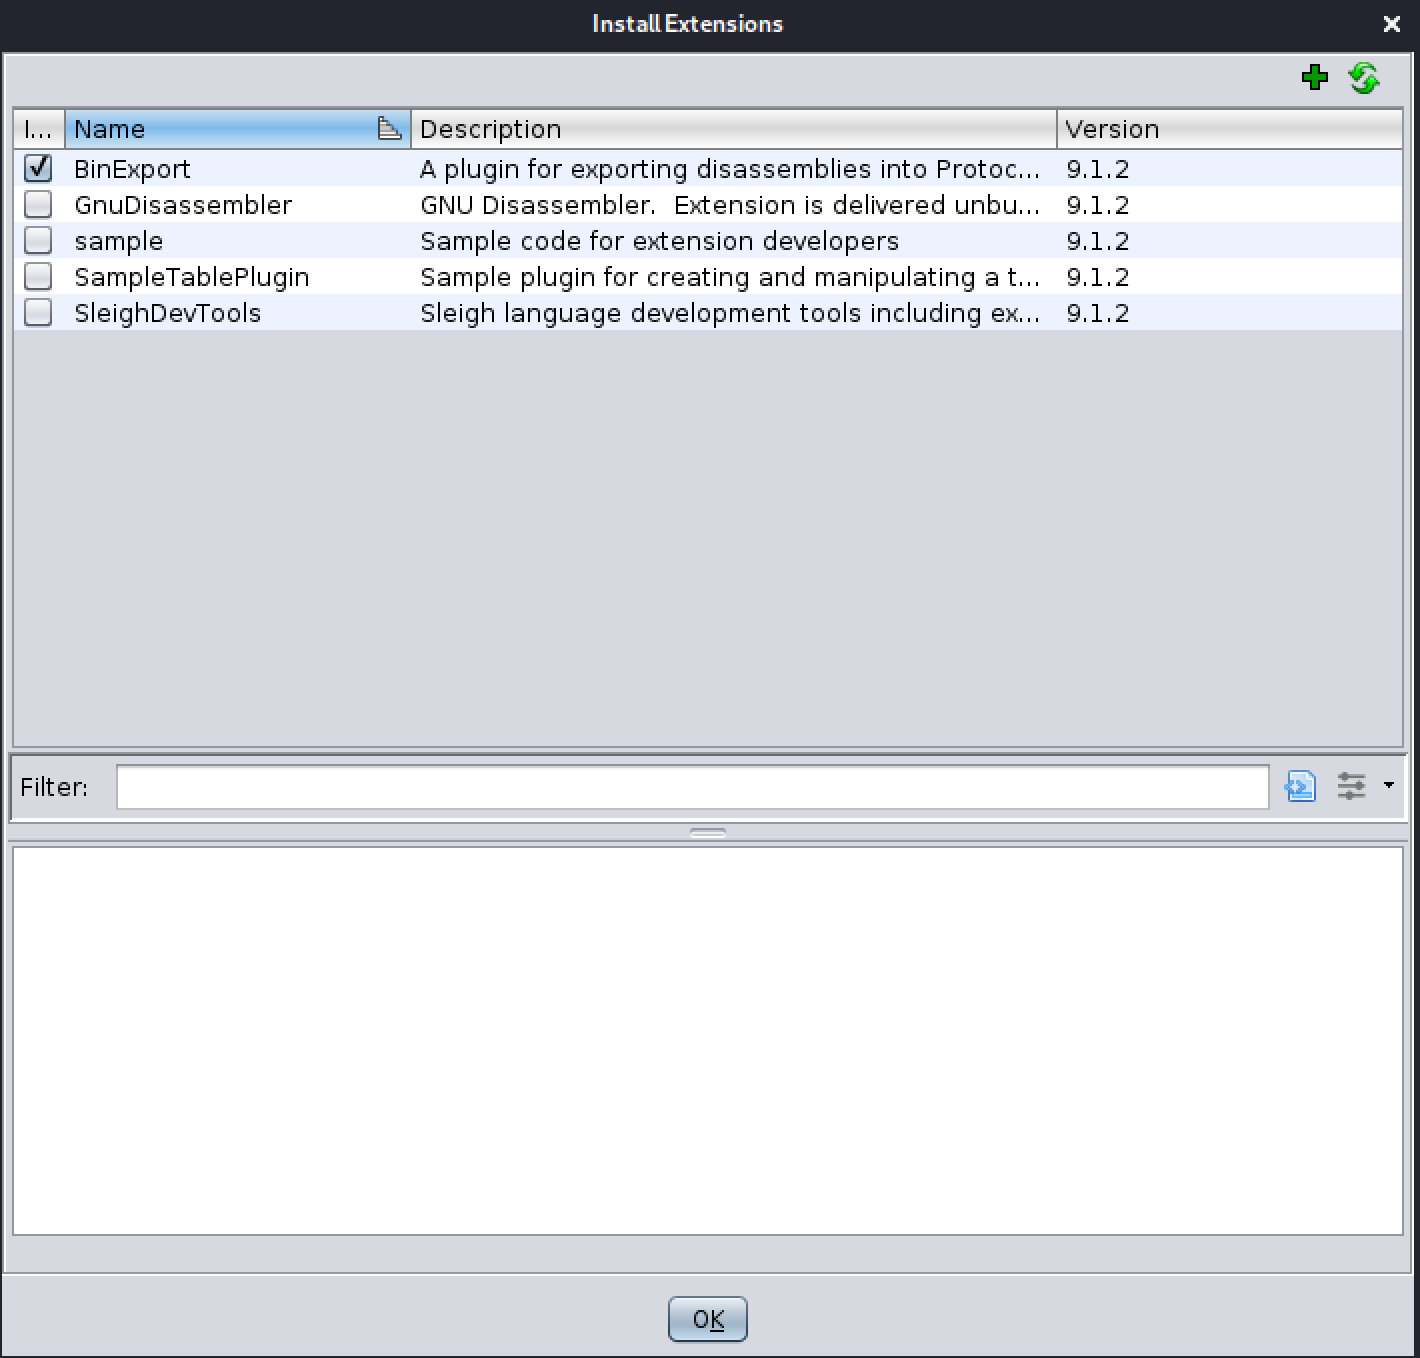 Install Extensions
I... Name Description Version
BinExport A plugin for exporting disassemblies into Protoc... 9.1.2
GnuDisassembler GNU Disassembler.  Extension is delivered unbu... 9.1.2
sample Sample code for extension developers 9.1.2
SampleTablePlugin Sample plugin for creating and manipulating a t... 9.1.2
SleighDevTools Sleigh language development tools including ex... 9.1.2
Filter:
OK